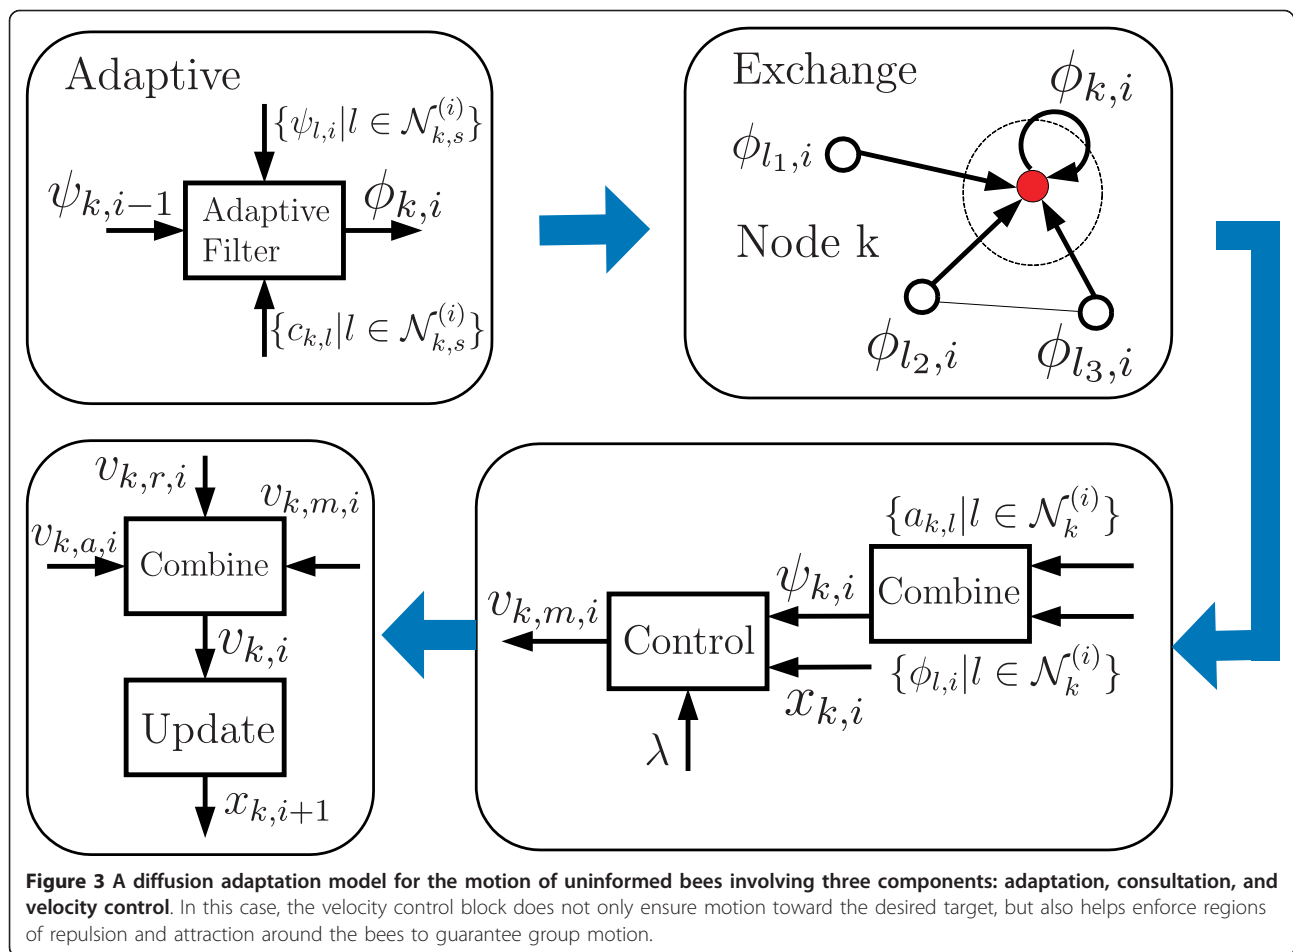 Adaptive
{ψ_{l,i}|l ∈ 𝒩_{k,s}^{(i)}}
ψ_{k,i−1}
Adaptive
Filter
ϕ_{k,i}
{c_{k,l}|l ∈ 𝒩_{k,s}^{(i)}}
Exchange
ϕ_{k,i}
ϕ_{l_1,i}
Node k
ϕ_{l_2,i}
ϕ_{l_3,i}
{a_{k,l}|l ∈ 𝒩_k^{(i)}}
Combine
{ϕ_{l,i}|l ∈ 𝒩_k^{(i)}}
ψ_{k,i}
x_{k,i}
Control
λ
v_{k,m,i}
v_{k,r,i}
v_{k,m,i}
v_{k,a,i}
Combine
v_{k,i}
Update
x_{k,i+1}
Figure 3 A diffusion adaptation model for the motion of uninformed bees involving three components: adaptation, consultation, and
velocity control. In this case, the velocity control block does not only ensure motion toward the desired target, but also helps enforce regions
of repulsion and attraction around the bees to guarantee group motion.